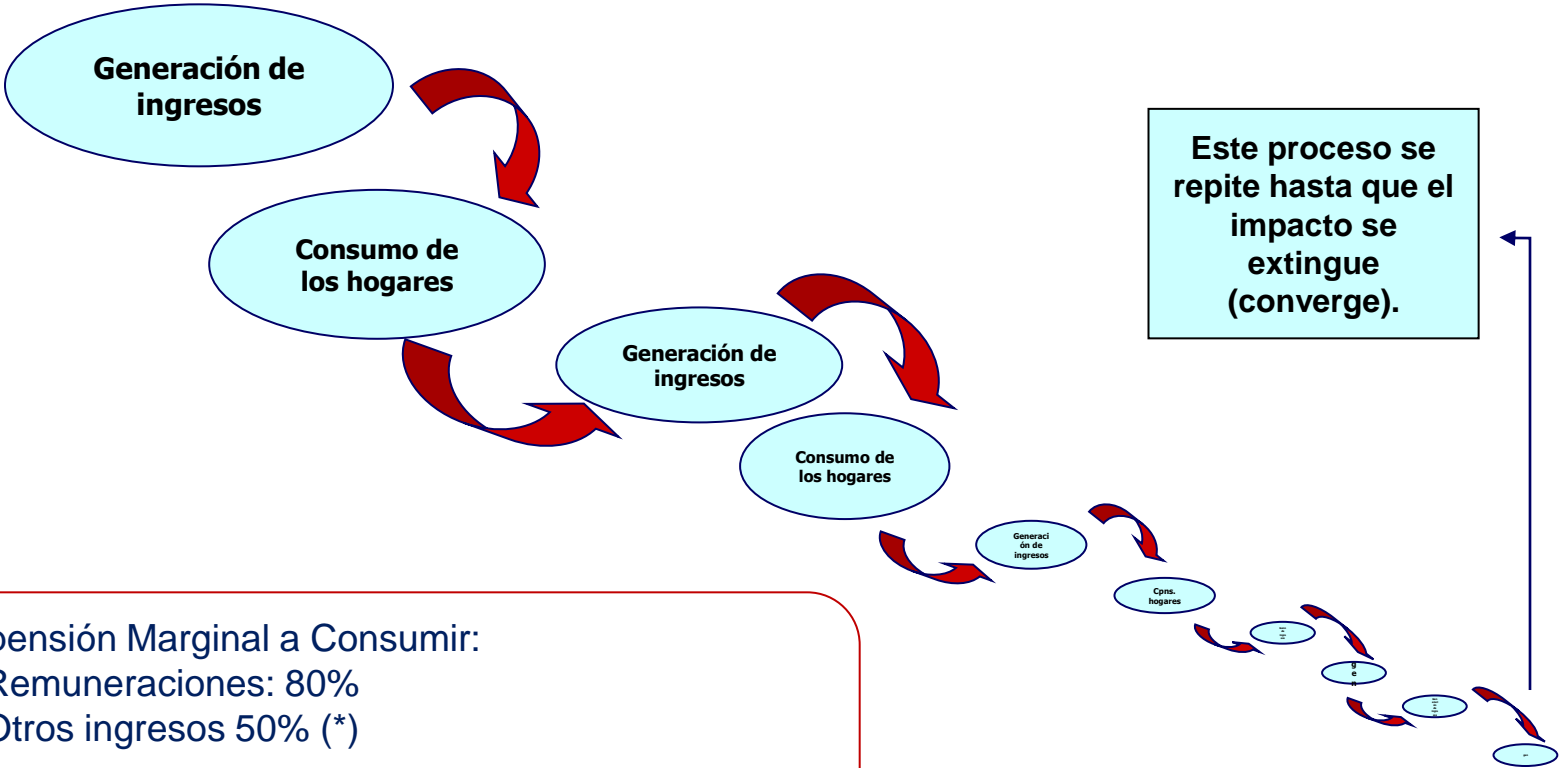 Generación de
ingresos
Consumo de
los hogares
Generación de
ingresos
Consumo de
los hogares
Generaci
ón de
ingresos
Cpns.
hogares
g
e
n
Este proceso se
repite hasta que el
impacto se
extingue
(converge).
pensión Marginal a Consumir:
Remuneraciones: 80%
Otros ingresos 50% (*)